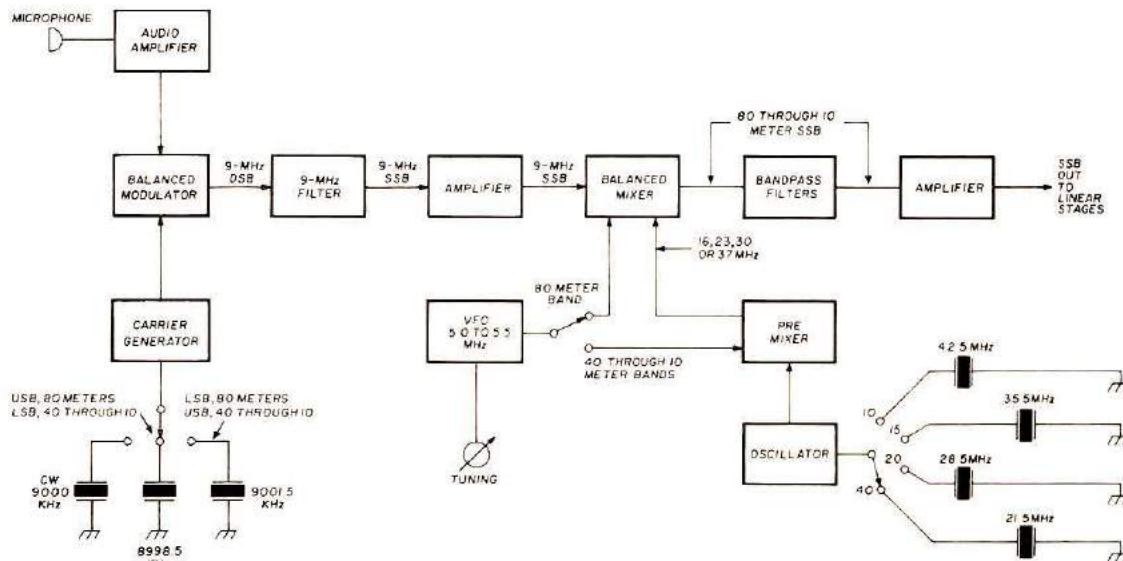 MICROPHONE
AUDIO
AMPLIFIER
80 THROUGH 10
METER SSB
BALANCED
MODULATOR
9-MHz
DSB
9-MHz
FILTER
9-MHz
SSB
AMPLIFIER
9-MHz
SSB
BALANCED
MIXER
BANDPASS
FILTERS
AMPLIFIER
SSB
OUT
TO
LINEAR
STAGES
16, 23, 30
OR 37 MHz
80 METER
BAND
CARRIER
GENERATOR
VFO
5.0 TO 5.5
MHz
PRE
MIXER
40 THROUGH 10
METER BANDS
USB, 80 METERS
LSB, 40 THROUGH 10
LSB, 80 METERS
USB, 40 THROUGH 10
42.5 MHz
10
35.5 MHz
15
OSCILLATOR
20
28.5 MHz
40
21.5 MHz
TUNING
CW
9000
KHz
9001.5
KHz
8998.5